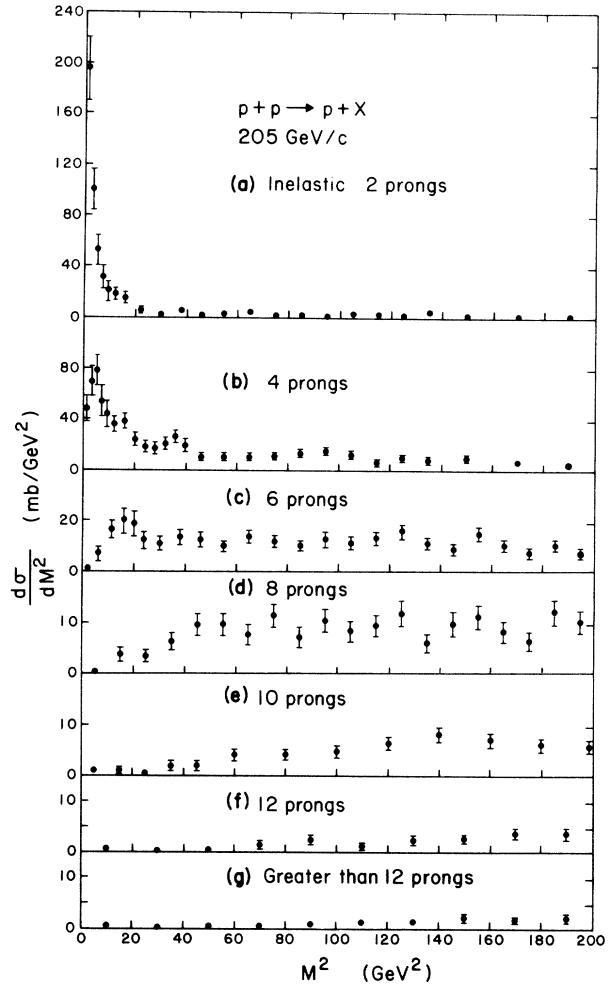 240
200
160
120
80
40
0
p + p → p + X
205 GeV/c
(a) Inelastic 2 prongs
80
40
0
(b) 4 prongs
20
0
(c) 6 prongs
10
0
(d) 8 prongs
10
0
(e) 10 prongs
10
0
(f) 12 prongs
10
0
(g) Greater than 12 prongs
dσ/dM² (mb/GeV²)
0 20 40 60 80 100 120 140 160 180 200
M² (GeV²)